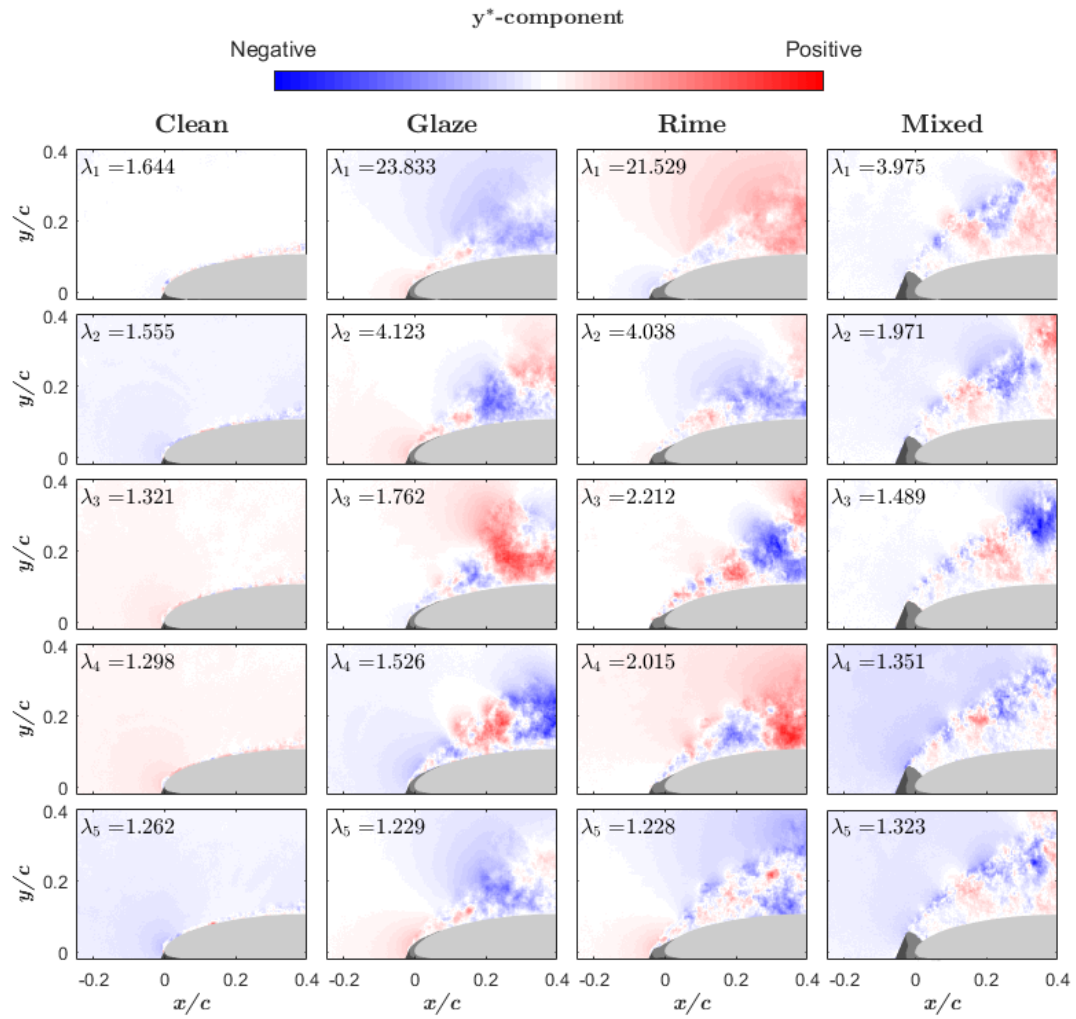 y*-component
Negative Positive
Clean Glaze Rime Mixed
0.4 λ₁ =1.644 λ₁ =23.833 λ₁ =21.529 λ₁ =3.975
y/c 0.2
0
0.4 λ₂ =1.555 λ₂ =4.123 λ₂ =4.038 λ₂ =1.971
y/c 0.2
0
0.4 λ₃ =1.321 λ₃ =1.762 λ₃ =2.212 λ₃ =1.489
y/c 0.2
0
0.4 λ₄ =1.298 λ₄ =1.526 λ₄ =2.015 λ₄ =1.351
y/c 0.2
0
0.4 λ₅ =1.262 λ₅ =1.229 λ₅ =1.228 λ₅ =1.323
y/c 0.2
0
-0.2 0 0.2 0.4 -0.2 0 0.2 0.4 -0.2 0 0.2 0.4 -0.2 0 0.2 0.4
x/c x/c x/c x/c